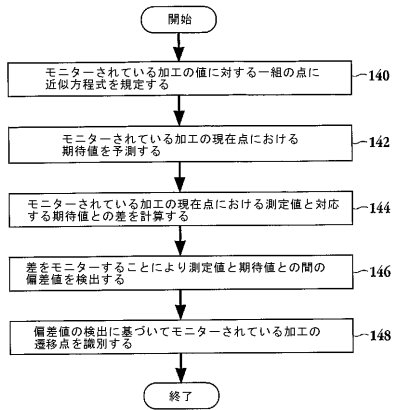 開始
モニターされている加工の値に対する一組の点に
近似方程式を規定する
140
モニターされている加工の現在点における
期待値を予測する
142
モニターされている加工の現在点における測定値と対応
する期待値との差を計算する
144
差をモニターすることにより測定値と期待値との間の
偏差値を検出する
146
偏差値の検出に基づいてモニターされている加工の
遷移点を識別する
148
終了